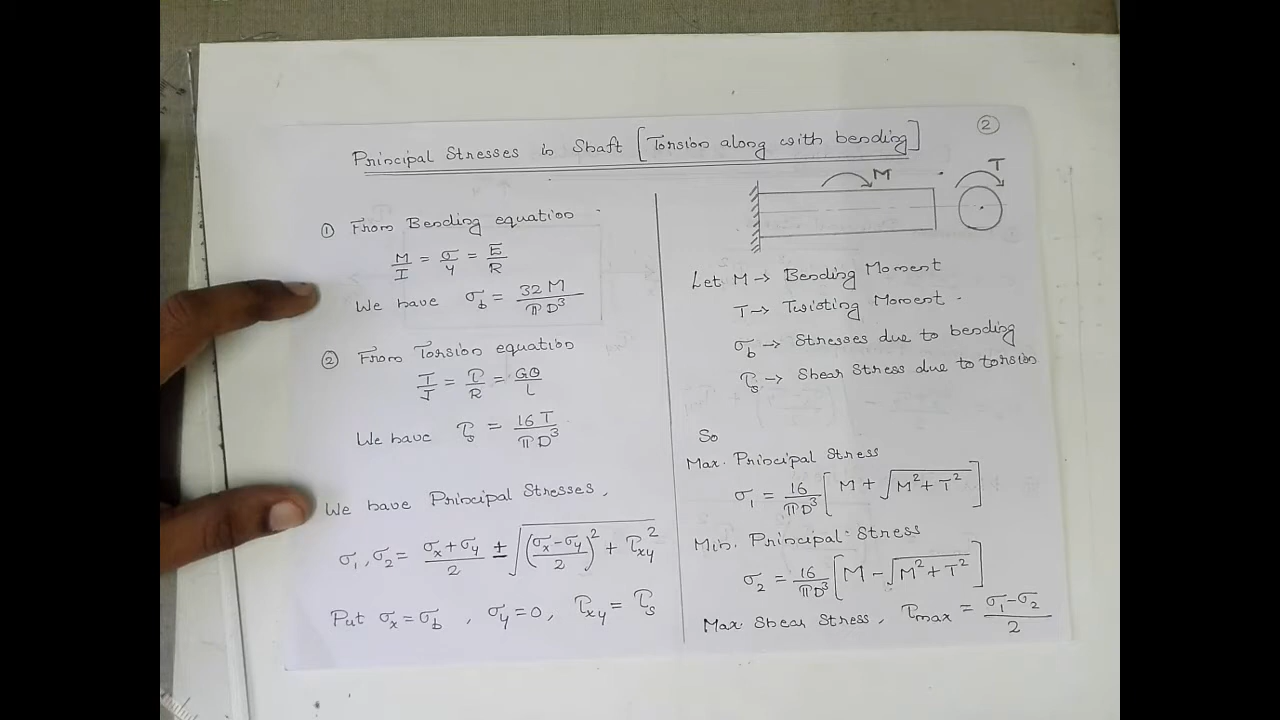 ②
Principal Stresses in Shaft [Torsion along with bending]
① From Bending equation
M/I = σ/y = E/R
We have σb = 32 M / πD³
② From Torsion equation
T/J = τ/R = Gθ/L
We have τs = 16 T / πD³
We have Principal Stresses,
σ1, σ2 = (σx + σy)/2 ± √(((σx − σy)/2)² + τxy²)
Put σx = σb , σy = 0, τxy = τs
M
T
Let M → Bending Moment
T → Twisting Moment
σb → Stresses due to bending
τs → Shear Stress due to torsion
So
Max. Principal Stress
σ1 = 16/πD³ [M + √(M² + T²)]
Min. Principal Stress
σ2 = 16/πD³ [M − √(M² + T²)]
Max Shear Stress, τmax = (σ1 − σ2)/2